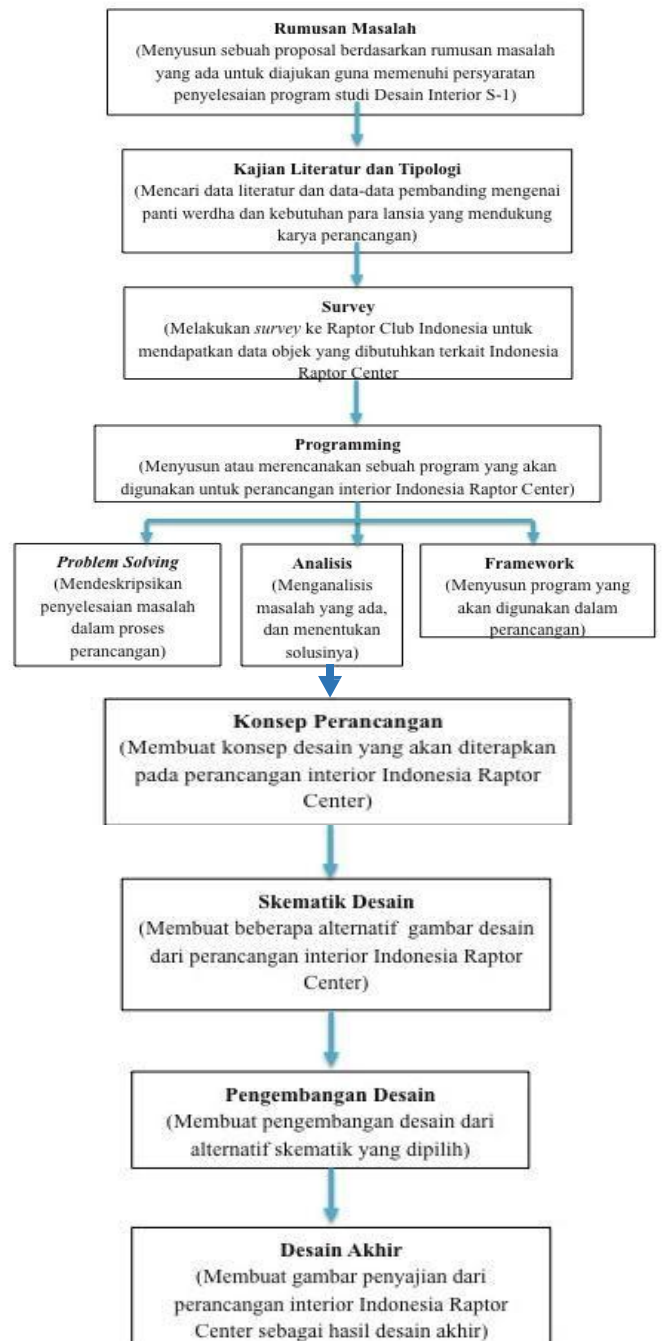 Rumusan Masalah
(Menyusun sebuah proposal berdasarkan rumusan masalah
yang ada untuk diajukan guna memenuhi persyaratan
penyelesaian program studi Desain Interior S-1)
Kajian Literatur dan Tipologi
(Mencari data literatur dan data-data pembanding mengenai
panti werdha dan kebutuhan para lansia yang mendukung
karya perancangan)
Survey
(Melakukan survey ke Raptor Club Indonesia untuk
mendapatkan data objek yang dibutuhkan terkait Indonesia
Raptor Center
Programming
(Menyusun atau merencanakan sebuah program yang akan
digunakan untuk perancangan interior Indonesia Raptor Center)
Problem Solving
(Mendeskripsikan
penyelesaian masalah
dalam proses
perancangan)
Analisis
(Menganalisis
masalah yang ada,
dan menentukan
solusinya)
Framework
(Menyusun program yang
akan digunakan dalam
perancangan)
Konsep Perancangan
(Membuat konsep desain yang akan diterapkan
pada perancangan interior Indonesia Raptor
Center)
Skematik Desain
(Membuat beberapa alternatif gambar desain
dari perancangan interior Indonesia Raptor
Center)
Pengembangan Desain
(Membuat pengembangan desain dari
alternatif skematik yang dipilih)
Desain Akhir
(Membuat gambar penyajian dari
perancangan interior Indonesia Raptor
Center sebagai hasil desain akhir)